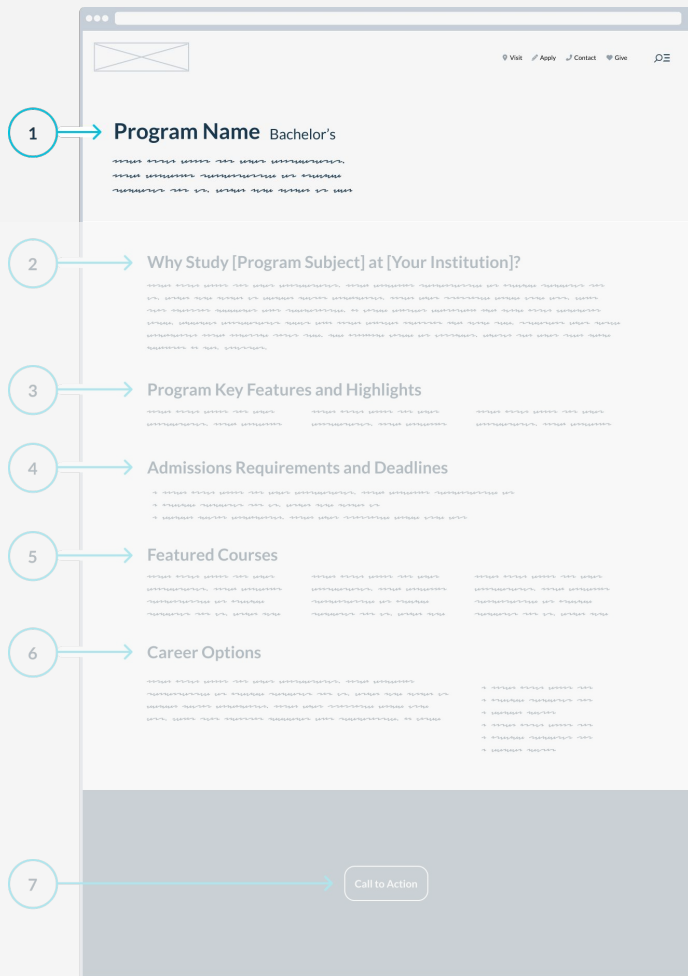 Visit Apply Contact Give
1 Program Name Bachelor's
2 Why Study [Program Subject] at [Your Institution]?
3 Program Key Features and Highlights
4 Admissions Requirements and Deadlines
5 Featured Courses
6 Career Options
7 Call to Action